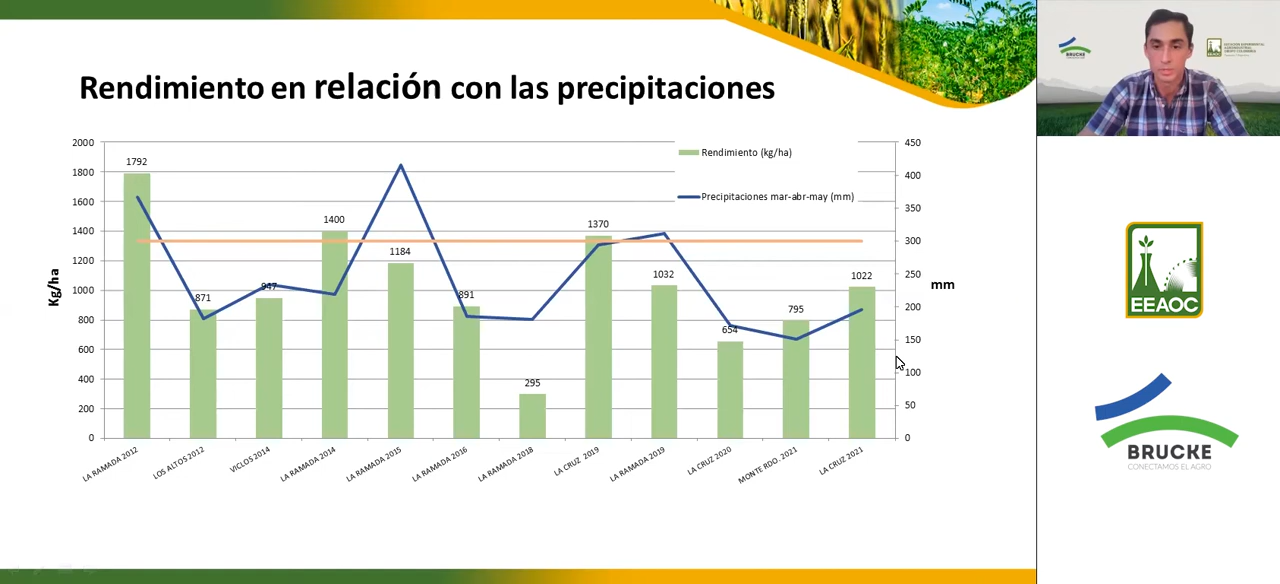 Rendimiento en relación con las precipitaciones
2000
1800
1600
1400
1200
1000
800
600
400
200
0
Kg/ha
450
400
350
300
250
200
150
100
50
0
mm
Rendimiento (kg/ha)
Precipitaciones mar-abr-may (mm)
1792
871
947
1400
1184
891
295
1370
1032
654
795
1022
LA RAMADA 2012
LOS ALTOS 2012
VICLOS 2014
LA RAMADA 2014
LA RAMADA 2015
LA RAMADA 2016
LA RAMADA 2018
LA CRUZ 2019
LA RAMADA 2019
LA CRUZ 2020
MONTE RDO. 2021
LA CRUZ 2021
BRUCKE
EEAOC
BRUCKE
CONECTAMOS EL AGRO